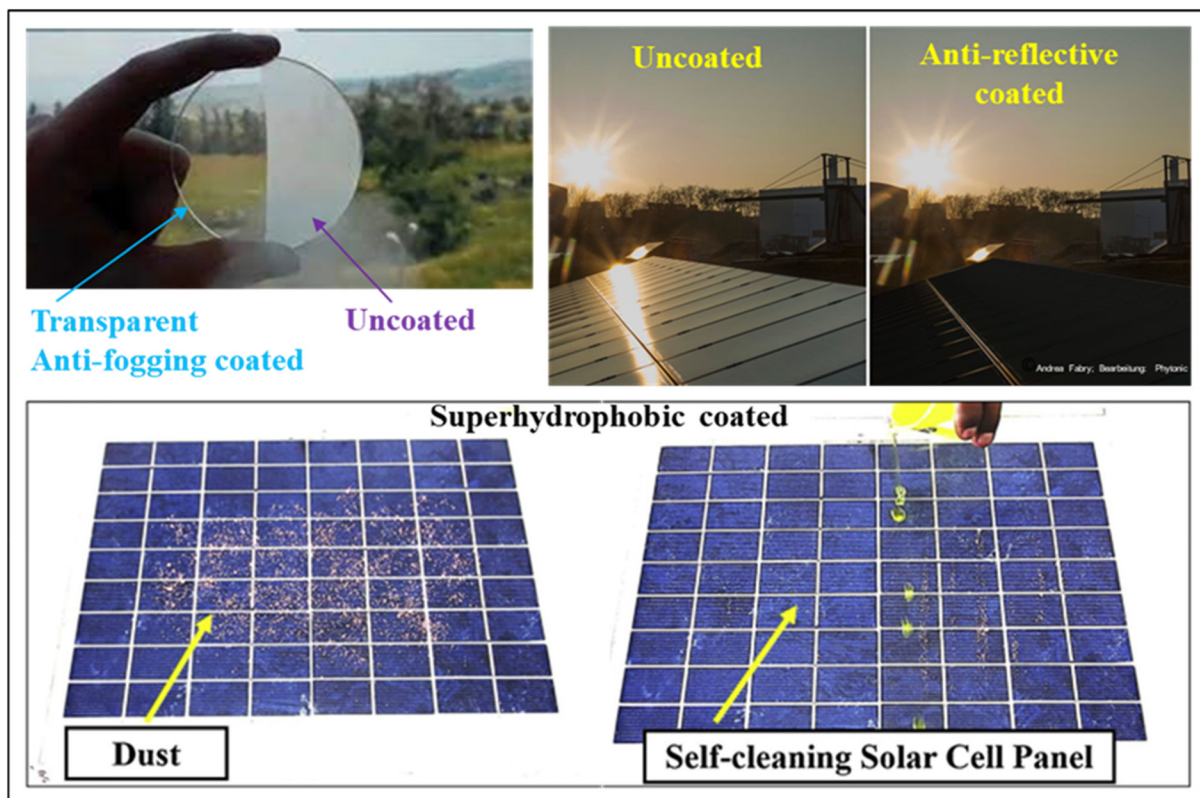 Transparent
Anti-fogging coated
Uncoated
Uncoated
Anti-reflective
coated
© Andrea Fabry; Bearbeitung: Phytonic
Superhydrophobic coated
Dust
Self-cleaning Solar Cell Panel